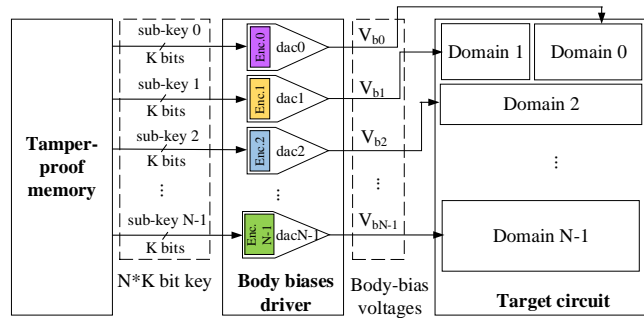 Tamper-
proof
memory
sub-key 0
K bits
sub-key 1
K bits
sub-key 2
K bits
...
sub-key N-1
K bits
N*K bit key
Enc.0
dac0
Enc.1
dac1
Enc.2
dac2
...
Enc.
N-1
dacN-1
Body biases
driver
Vb0
Vb1
Vb2
...
VbN-1
Body-bias
voltages
Domain 1
Domain 0
Domain 2
...
Domain N-1
Target circuit